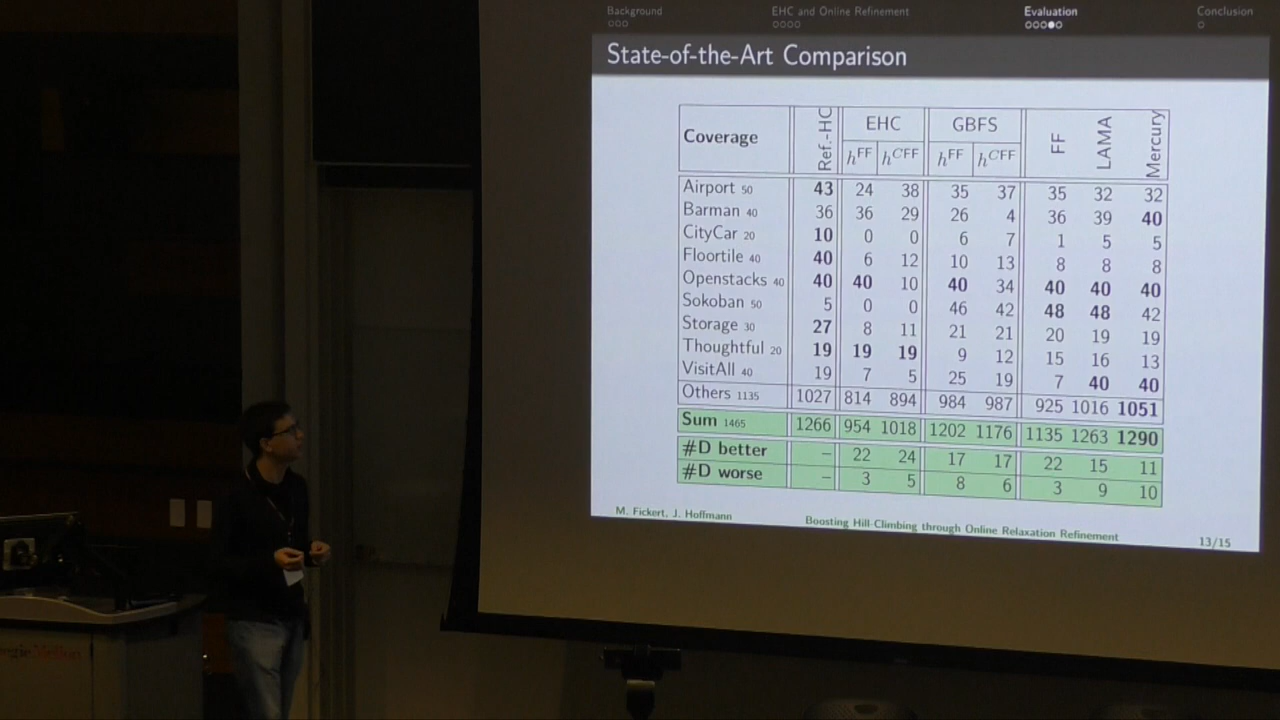 Background EHC and Online Refinement Evaluation Conclusion
State-of-the-Art Comparison
Coverage Ref.-HC EHC GBFS FF LAMA Mercury
hFF hCFF hFF hCFF
Airport 50 43 24 38 35 37 35 32 32
Barman 40 36 36 29 26 4 36 39 40
CityCar 20 10 0 0 6 7 1 5 5
Floortile 40 40 6 12 10 13 8 8 8
Openstacks 40 40 40 10 40 34 40 40 40
Sokoban 50 5 0 0 46 42 48 48 42
Storage 30 27 8 11 21 21 20 19 19
Thoughtful 20 19 19 19 9 12 15 16 13
VisitAll 40 19 7 5 25 19 7 40 40
Others 1135 1027 814 894 984 987 925 1016 1051
Sum 1465 1266 954 1018 1202 1176 1135 1263 1290
#D better – 22 24 17 17 22 15 11
#D worse – 3 5 8 6 3 9 10
M. Fickert, J. Hoffmann Boosting Hill-Climbing through Online Relaxation Refinement 13/15